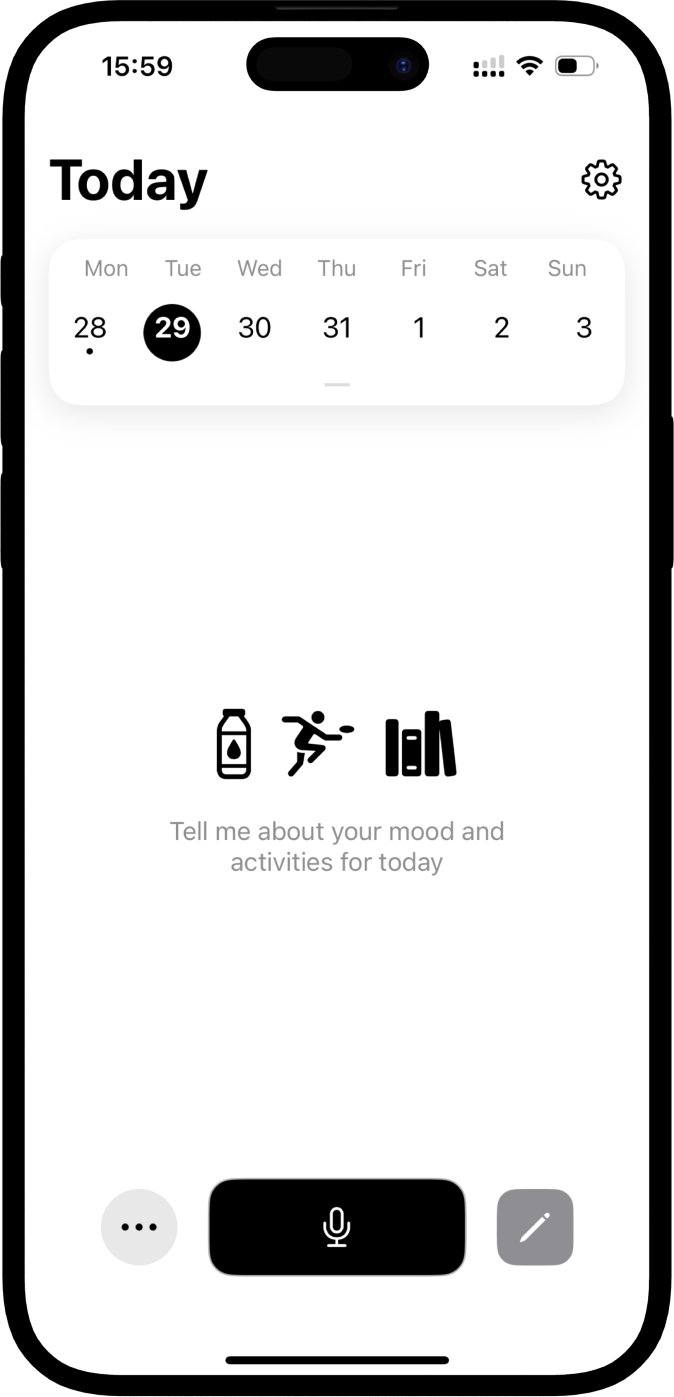 15:59
Today
Mon Tue Wed Thu Fri Sat Sun
28 29 30 31 1 2 3
Tell me about your mood and
activities for today